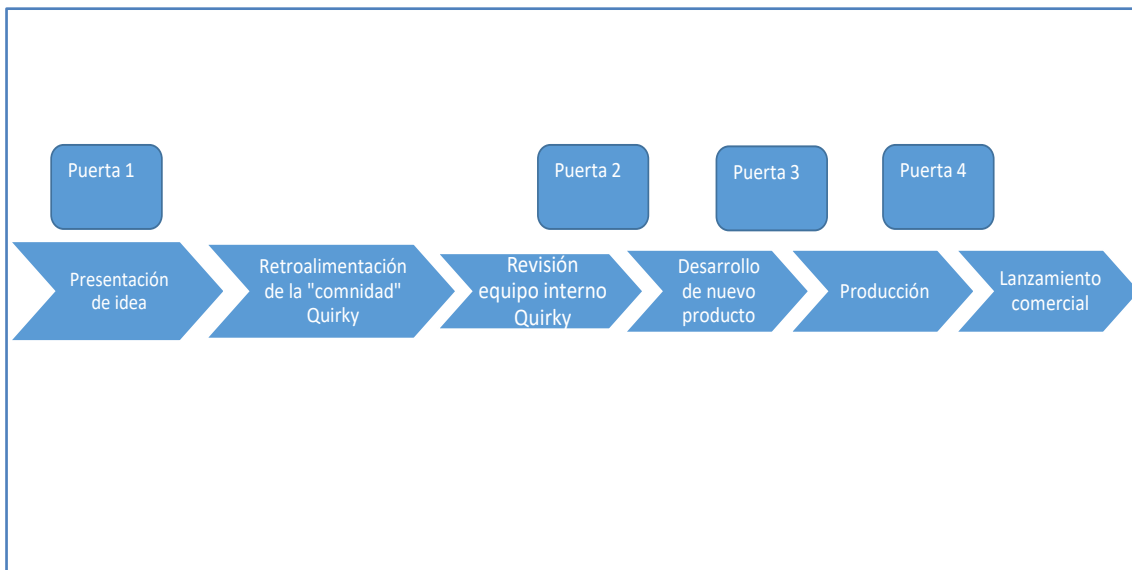 Puerta 1
Puerta 2
Puerta 3
Puerta 4
Presentación
de idea
Retroalimentación
de la "comnidad"
Quirky
Revisión
equipo interno
Quirky
Desarrollo
de nuevo
producto
Producción
Lanzamiento
comercial